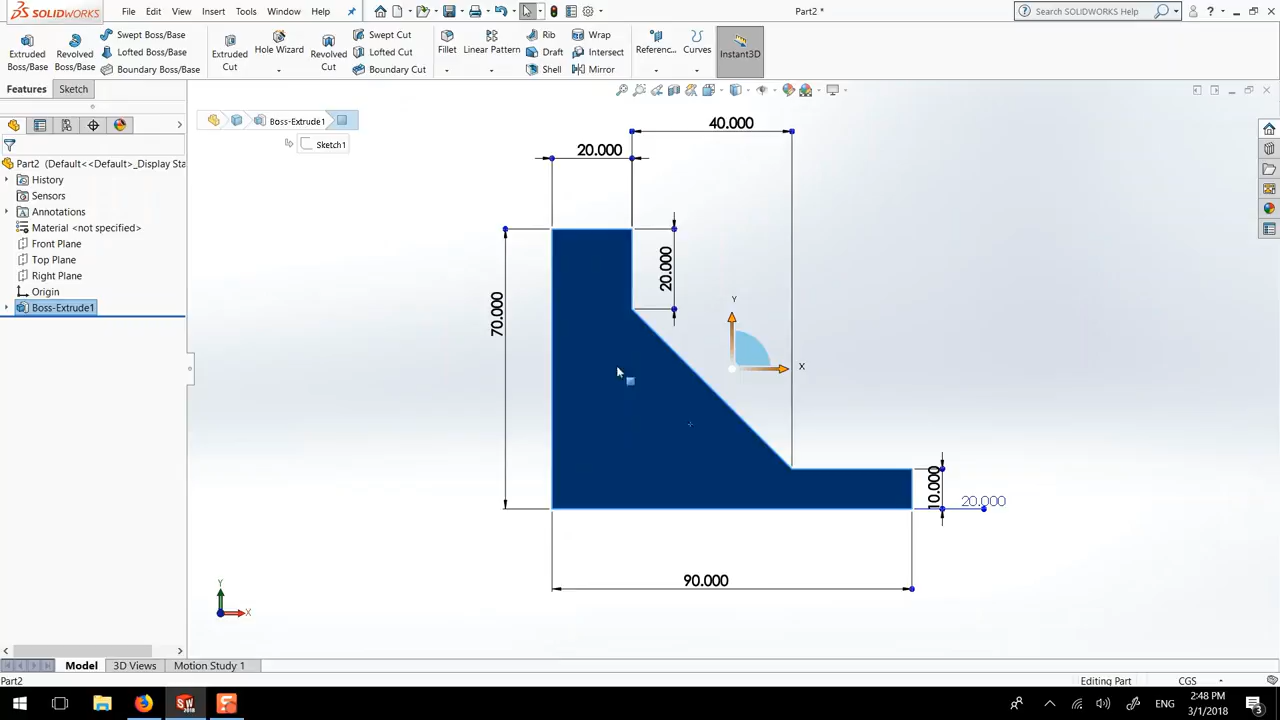 SOLIDWORKS
File Edit View Insert Tools Window Help
Part2 *
Search SOLIDWORKS Help
Extruded Boss/Base
Revolved Boss/Base
Swept Boss/Base
Lofted Boss/Base
Boundary Boss/Base
Extruded Cut
Hole Wizard
Revolved Cut
Swept Cut
Lofted Cut
Boundary Cut
Fillet
Linear Pattern
Rib
Draft
Shell
Wrap
Intersect
Mirror
Referenc...
Curves
Instant3D
Features Sketch
Boss-Extrude1
Sketch1
Part2 (Default<<Default>_Display Sta
History
Sensors
Annotations
Material <not specified>
Front Plane
Top Plane
Right Plane
Origin
Boss-Extrude1
40.000
20.000
20.000
70.000
Y
X
10.000
20.000
90.000
Y
X
Model 3D Views Motion Study 1
Part2
Editing Part
CGS
SW
2018
ENG
2:48 PM
3/1/2018
3